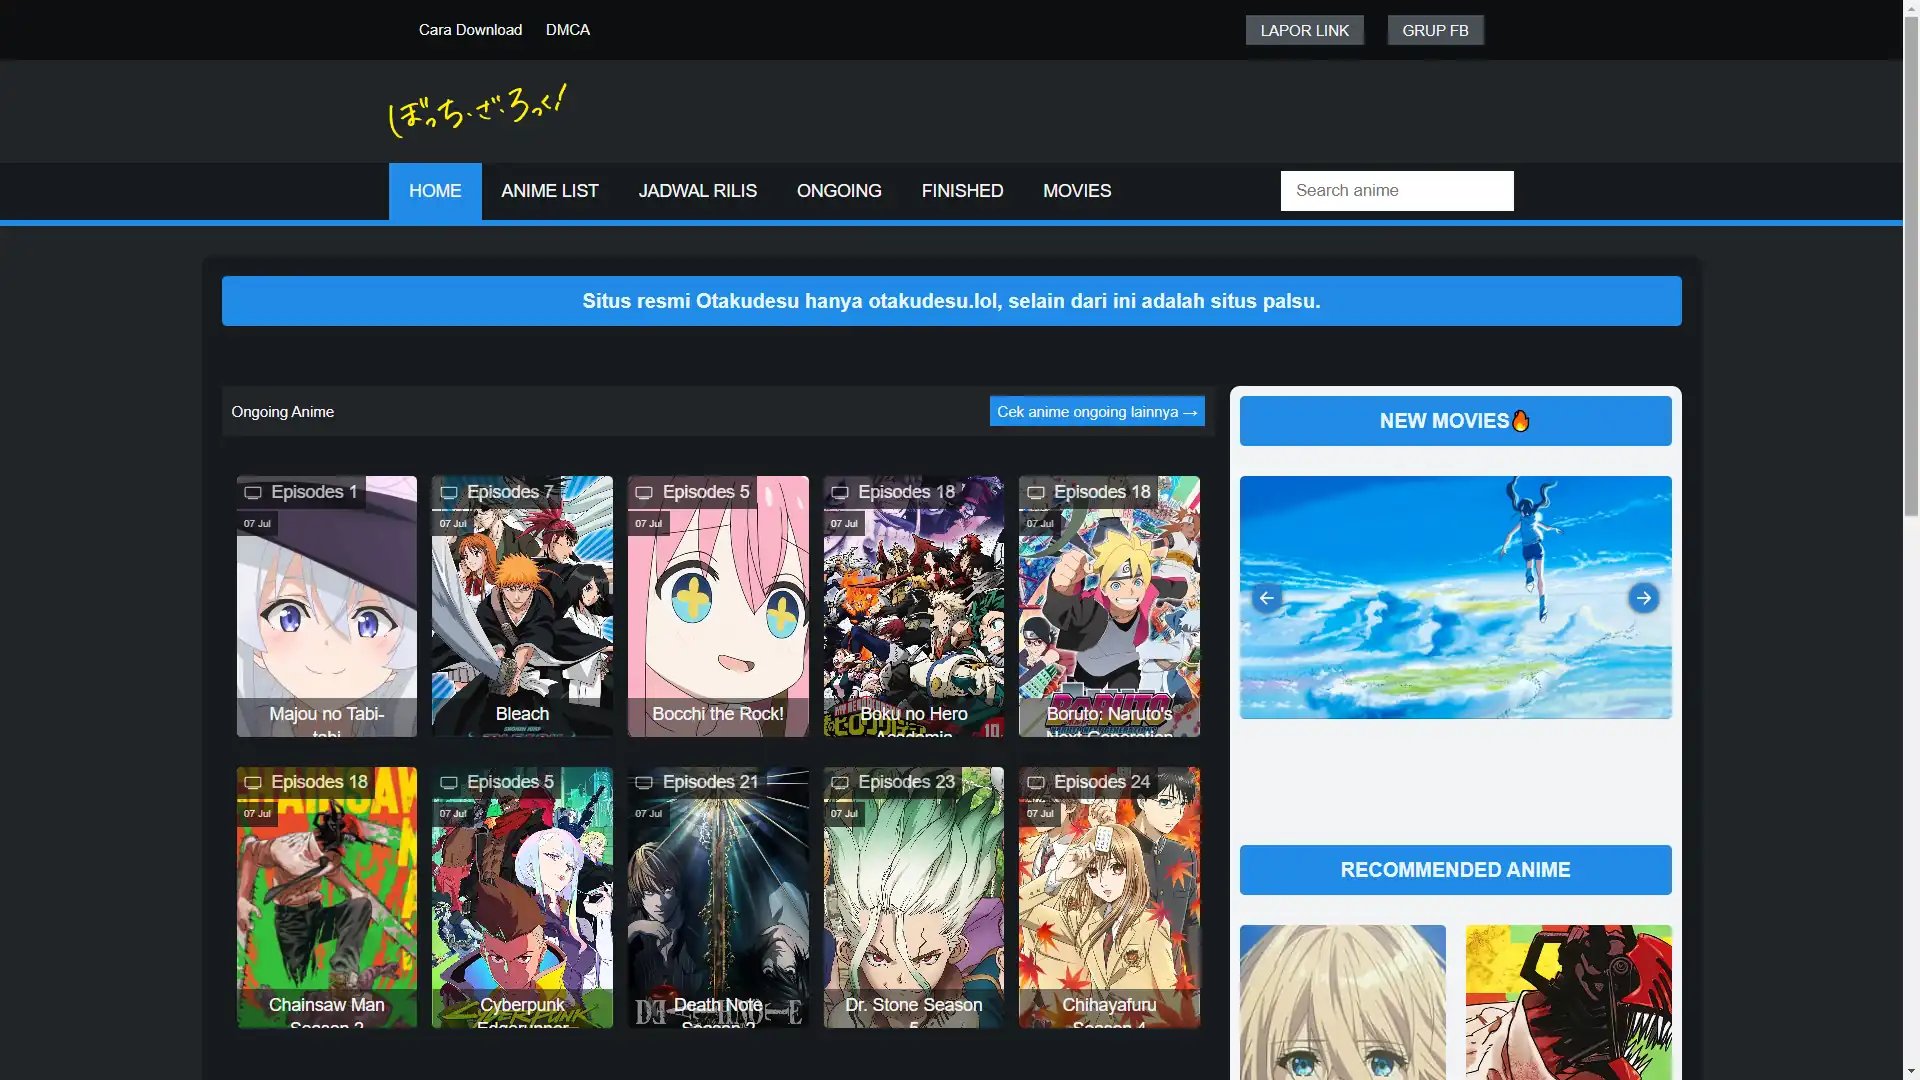 Cara Download
DMCA
LAPOR LINK
GRUP FB
ぼっち・ざ・ろっく!
HOME
ANIME LIST
JADWAL RILIS
ONGOING
FINISHED
MOVIES
Search anime
Situs resmi Otakudesu hanya otakudesu.lol, selain dari ini adalah situs palsu.
Ongoing Anime
Cek anime ongoing lainnya →
NEW MOVIES🔥
Episodes 1
07 Jul
Majou no Tabi-
tabi
Episodes 7
07 Jul
Bleach
Episodes 5
07 Jul
Bocchi the Rock!
Episodes 18
07 Jul
Boku no Hero
Academia
Episodes 18
07 Jul
BORUTO
Boruto: Naruto's
Next Generation
Episodes 18
07 Jul
Chainsaw Man
Season 2
Episodes 5
07 Jul
Cyberpunk
Edgerunner
Episodes 21
07 Jul
Death Note
Season 2
Episodes 23
07 Jul
Dr. Stone Season
5
Episodes 24
07 Jul
Chihayafuru
Season 4
RECOMMENDED ANIME